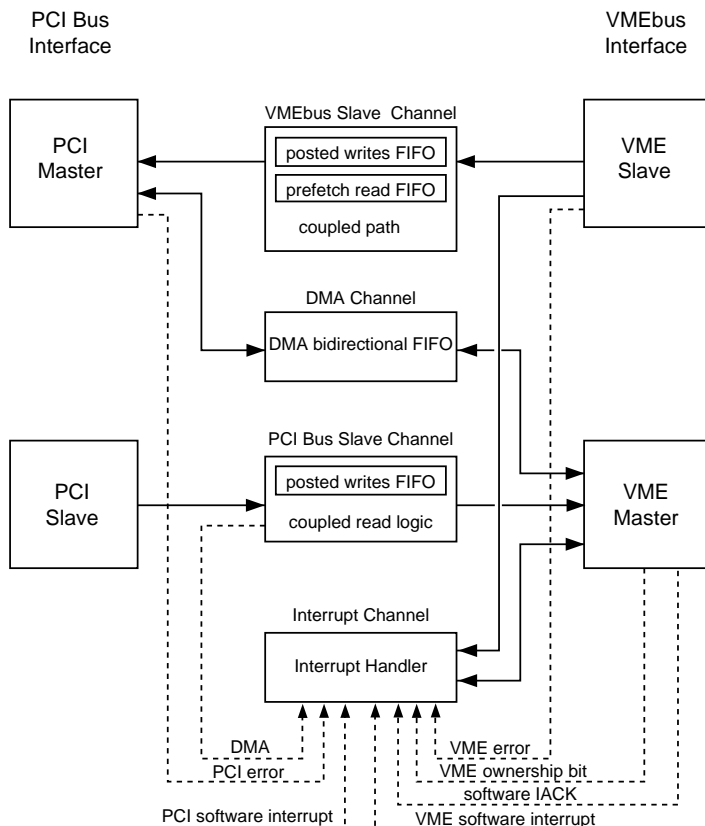 PCI Bus
Interface
VMEbus
Interface
VMEbus Slave Channel
PCI
Master
posted writes FIFO
prefetch read FIFO
coupled path
VME
Slave
DMA Channel
DMA bidirectional FIFO
PCI Bus Slave Channel
PCI
Slave
posted writes FIFO
coupled read logic
VME
Master
Interrupt Channel
Interrupt Handler
DMA
VME error
PCI error
VME ownership bit
software IACK
PCI software interrupt
VME software interrupt